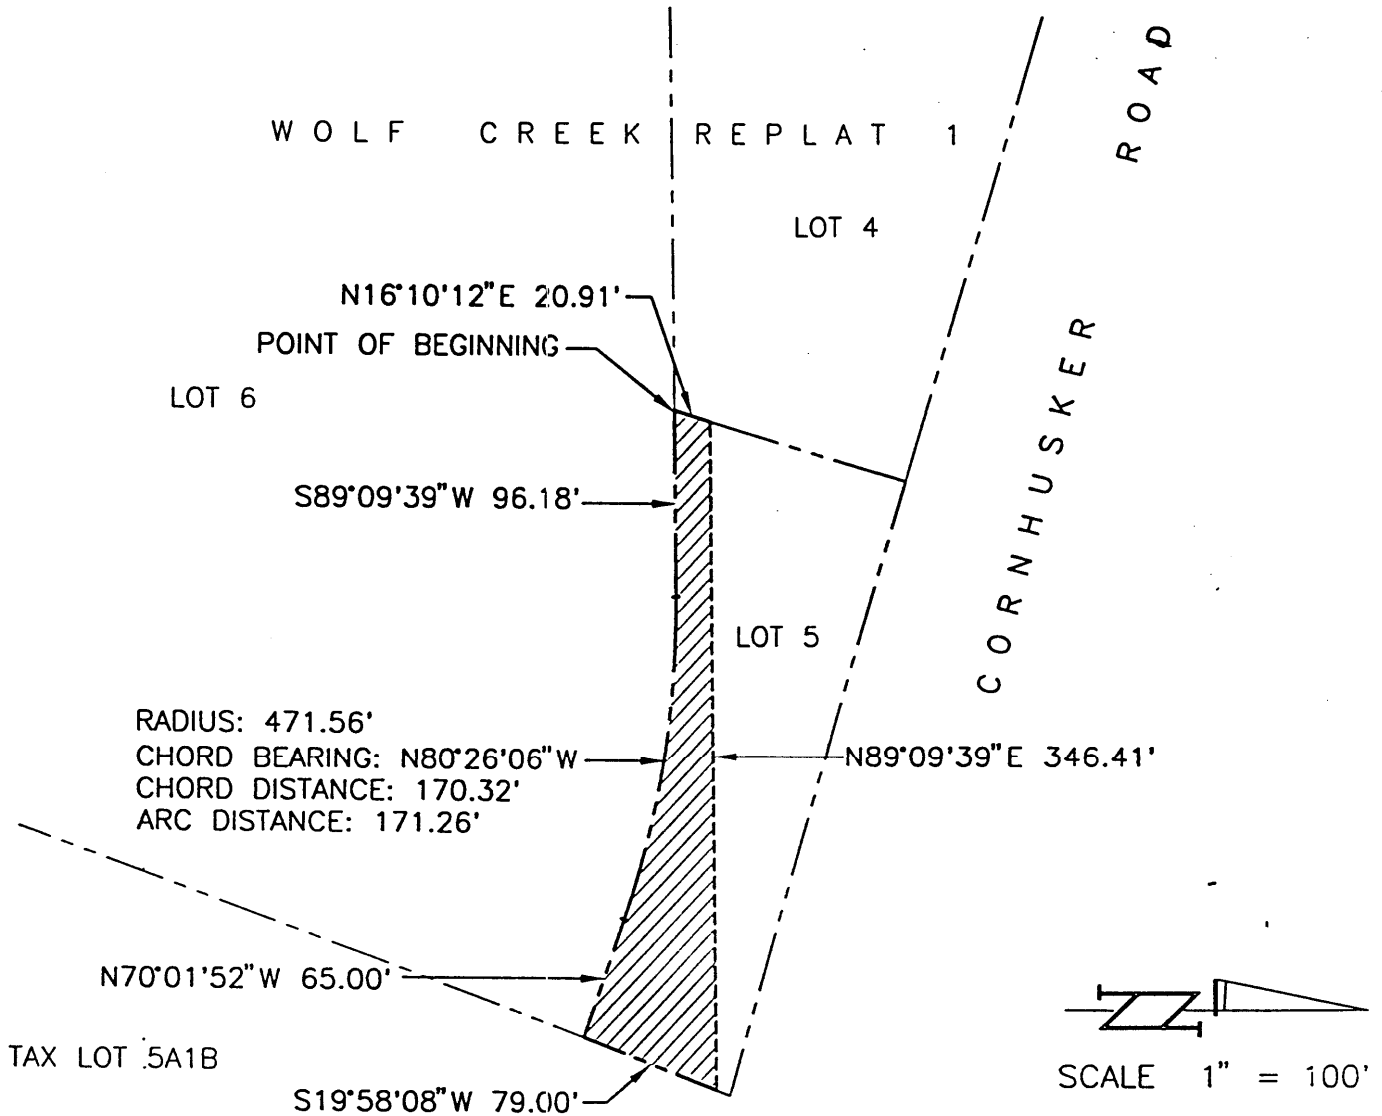 WOLF CREEK REPLAT 1
ROAD
LOT 4
N16°10'12"E 20.91'
POINT OF BEGINNING
LOT 6
CORNHUSKER
S89°09'39"W 96.18'
LOT 5
RADIUS: 471.56'
CHORD BEARING: N80°26'06"W
CHORD DISTANCE: 170.32'
ARC DISTANCE: 171.26'
N89°09'39"E 346.41'
N70°01'52"W 65.00'
TAX LOT 5A1B
S19°58'08"W 79.00'
N
SCALE 1" = 100'